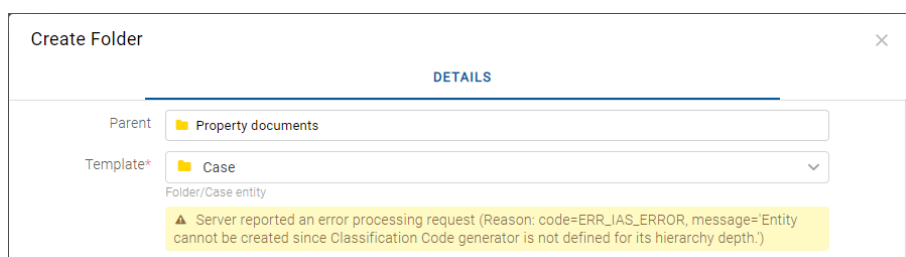 Create Folder
DETAILS
Parent Property documents
Template* Case
Folder/Case entity
Server reported an error processing request (Reason: code=ERR_IAS_ERROR, message='Entity
cannot be created since Classification Code generator is not defined for its hierarchy depth.')